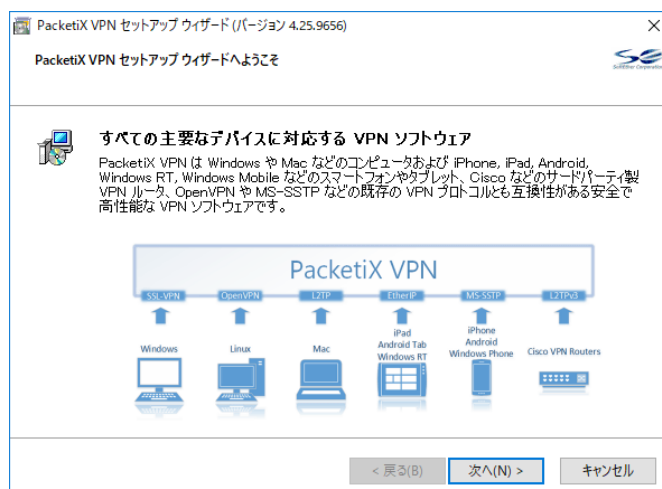 PacketiX VPN セットアップ ウィザード (バージョン 4.25.9656)
PacketiX VPN セットアップ ウィザードへようこそ
SoftEther Corporation
すべての主要なデバイスに対応する VPN ソフトウェア
PacketiX VPN は Windows や Mac などのコンピュータおよび iPhone, iPad, Android,
Windows RT, Windows Mobile などのスマートフォンやタブレット、Cisco などのサードパーティ製
VPN ルータ、OpenVPN や MS-SSTP などの既存の VPN プロトコルとも互換性がある安全で
高性能な VPN ソフトウェアです。
PacketiX VPN
SSL-VPN OpenVPN L2TP EtherIP MS-SSTP L2TPv3
Windows
Linux
Mac
iPad
Android Tab
Windows RT
iPhone
Android
Windows Phone
Cisco VPN Routers
< 戻る(B) 次へ(N) > キャンセル